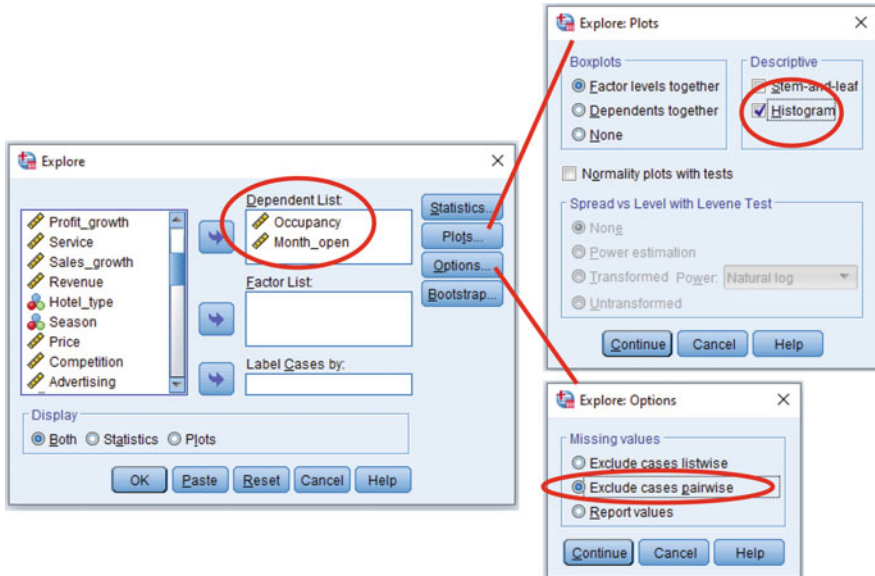 Explore
Profit_growth
Service
Sales_growth
Revenue
Hotel_type
Season
Price
Competition
Advertising
Dependent List:
Occupancy
Month_open
Factor List:
Label Cases by:
Statistics...
Plots...
Options...
Bootstrap...
Display
Both Statistics Plots
OK Paste Reset Cancel Help
Explore: Plots
Boxplots
Factor levels together
Dependents together
None
Descriptive
Stem-and-leaf
Histogram
Normality plots with tests
Spread vs Level with Levene Test
None
Power estimation
Transformed Power: Natural log
Untransformed
Continue Cancel Help
Explore: Options
Missing values
Exclude cases listwise
Exclude cases pairwise
Report values
Continue Cancel Help